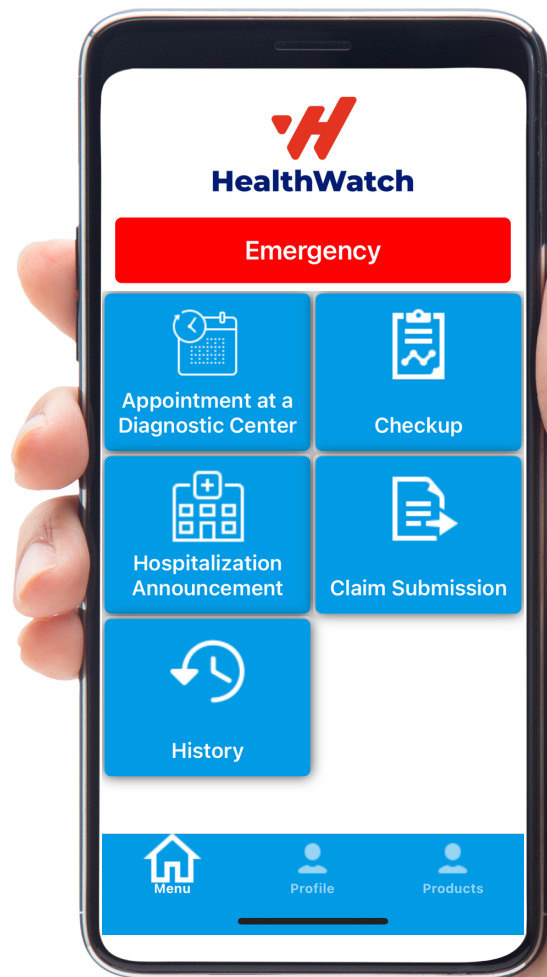 HealthWatch
Emergency
Appointment at a
Diagnostic Center
Checkup
Hospitalization
Announcement
Claim Submission
History
Menu
Profile
Products